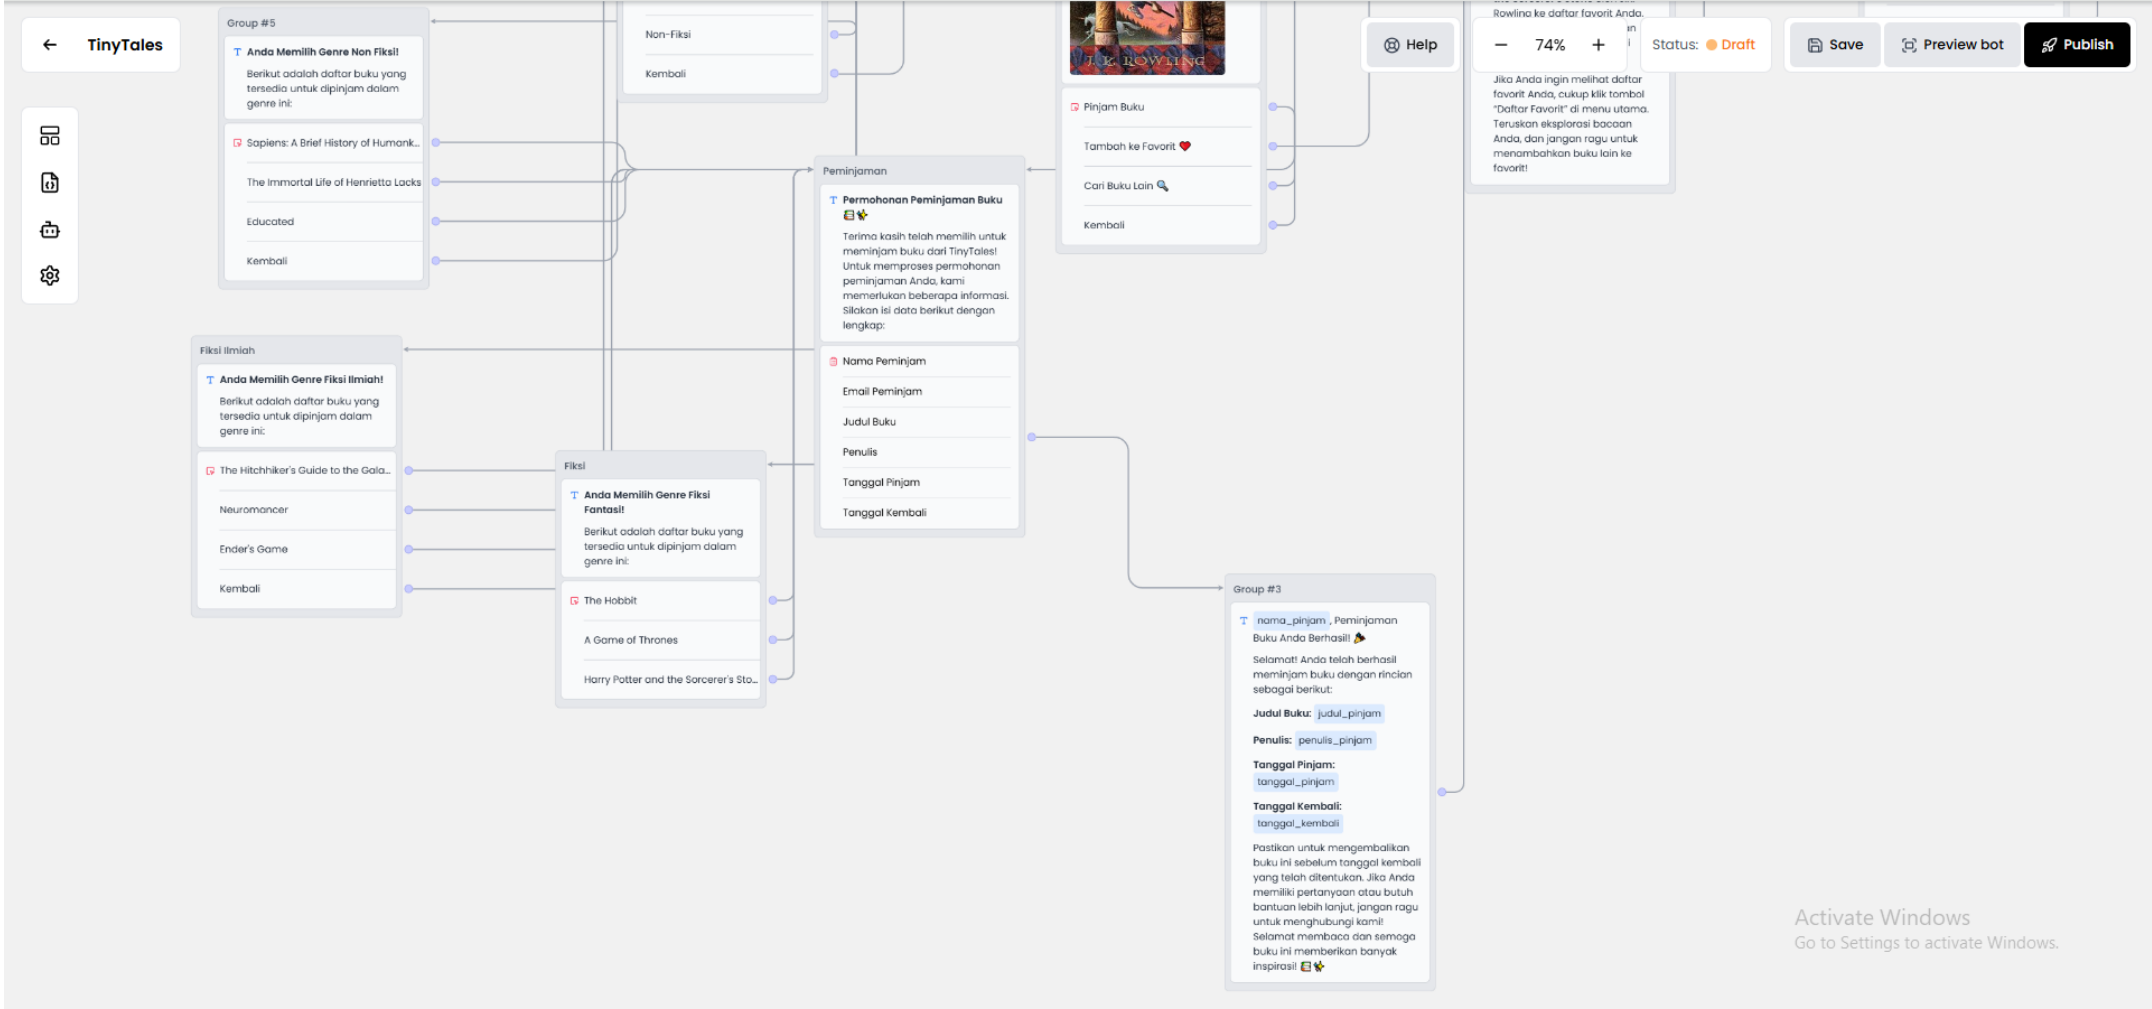 TinyTales
Help
74%
Status:
Draft
Save
Preview bot
Publish
Group #5
Anda Memilih Genre Non Fiksi!
Berikut adalah daftar buku yang
tersedia untuk dipinjam dalam
genre ini:
Sapiens: A Brief History of Humank...
The Immortal Life of Henrietta Lacks
Educated
Kembali
Non-Fiksi
Kembali
J. K. ROWLING
Pinjam Buku
Tambah ke Favorit ❤️
Cari Buku Lain 🔍
Kembali
Rowling ke daftar favorit Anda.
Jika Anda ingin melihat daftar
favorit Anda, cukup klik tombol
"Daftar Favorit" di menu utama.
Teruskan eksplorasi bacaan
Anda, dan jangan ragu untuk
menambahkan buku lain ke
favorit!
Peminjaman
Permohonan Peminjaman Buku
📚✨
Terima kasih telah memilih untuk
meminjam buku dari TinyTales!
Untuk memproses permohonan
peminjaman Anda, kami
memerlukan beberapa informasi.
Silakan isi data berikut dengan
lengkap:
Nama Peminjam
Email Peminjam
Judul Buku
Penulis
Tanggal Pinjam
Tanggal Kembali
Fiksi Ilmiah
Anda Memilih Genre Fiksi Ilmiah!
Berikut adalah daftar buku yang
tersedia untuk dipinjam dalam
genre ini:
The Hitchhiker's Guide to the Gala...
Neuromancer
Ender's Game
Kembali
Fiksi
Anda Memilih Genre Fiksi
Fantasi!
Berikut adalah daftar buku yang
tersedia untuk dipinjam dalam
genre ini:
The Hobbit
A Game of Thrones
Harry Potter and the Sorcerer's Sto...
Group #3
nama_pinjam , Peminjaman
Buku Anda Berhasil! 🎉
Selamat! Anda telah berhasil
meminjam buku dengan rincian
sebagai berikut:
Judul Buku: judul_pinjam
Penulis: penulis_pinjam
Tanggal Pinjam:
tanggal_pinjam
Tanggal Kembali:
tanggal_kembali
Pastikan untuk mengembalikan
buku ini sebelum tanggal kembali
yang telah ditentukan. Jika Anda
memiliki pertanyaan atau butuh
bantuan lebih lanjut, jangan ragu
untuk menghubungi kami!
Selamat membaca dan semoga
buku ini memberikan banyak
inspirasi! 📚✨
Activate Windows
Go to Settings to activate Windows.